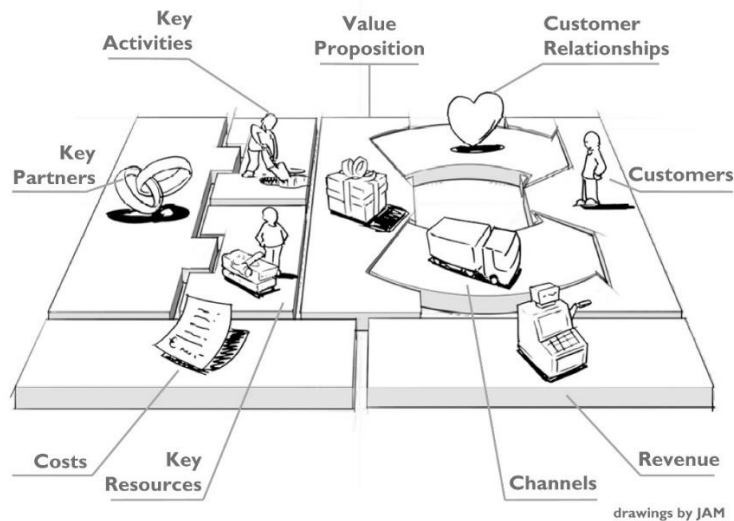 Key
Activities
Value
Proposition
Customer
Relationships
Key
Partners
Customers
Costs
Key
Resources
Channels
Revenue
drawings by JAM